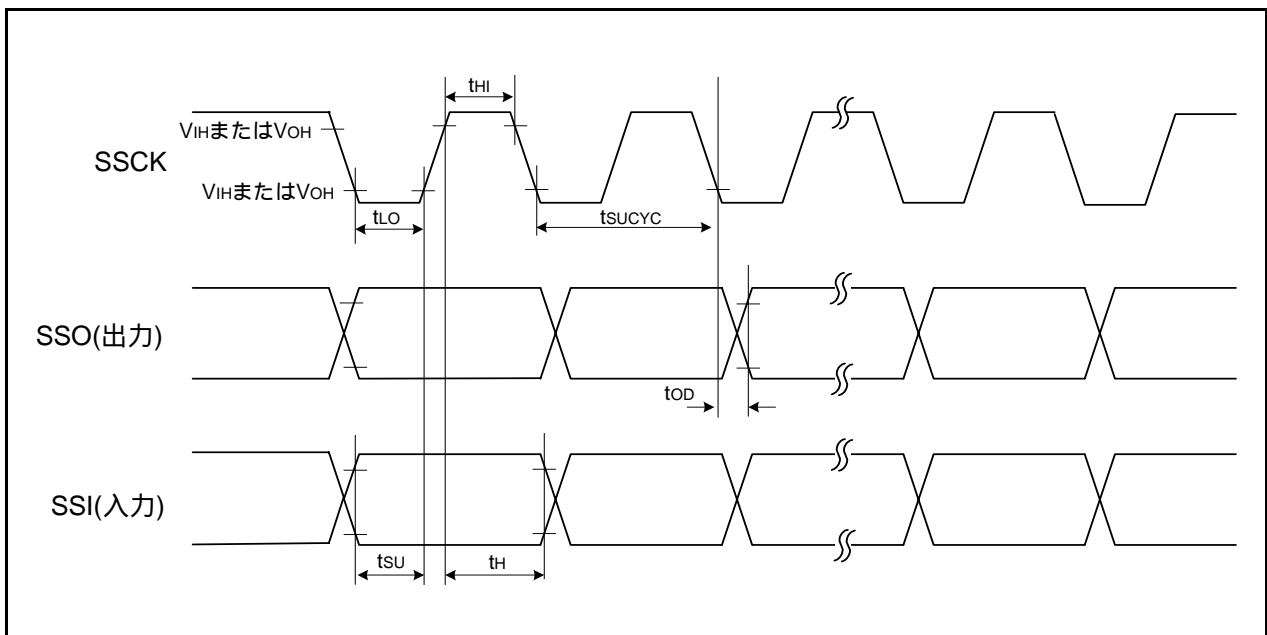 tHI
VIHまたはVOH
SSCK
VIHまたはVOH
tLO
tSUCYC
SSO(出力)
tOD
SSI(入力)
tSU
tH